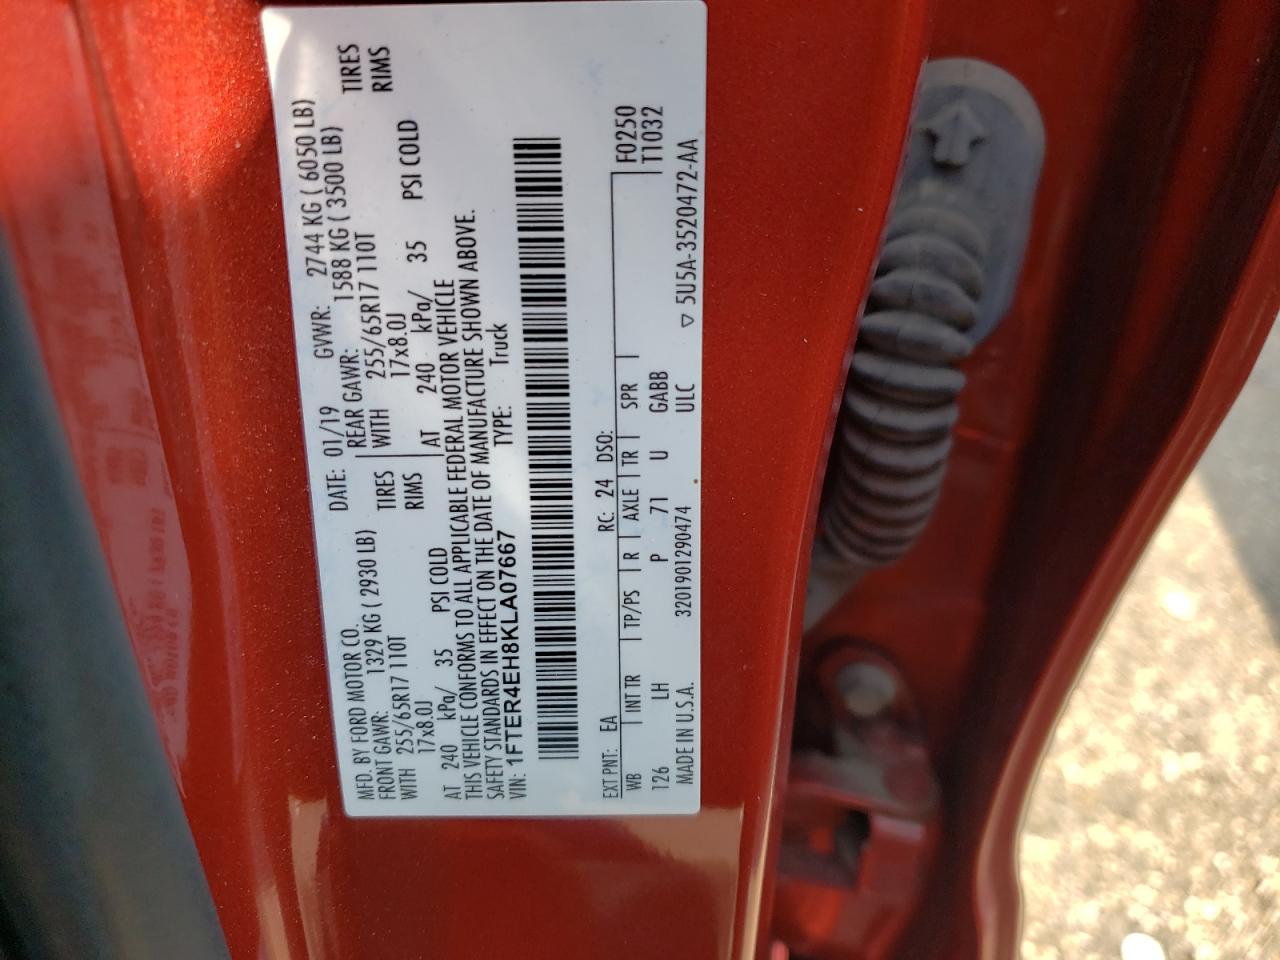 MFD. BY FORD MOTOR CO.
DATE: 01/19 GVWR: 2744 KG ( 6050 LB)
FRONT GAWR: 1329 KG ( 2930 LB) REAR GAWR: 1588 KG ( 3500 LB)
WITH 255/65R17 110T TIRES WITH 255/65R17 110T TIRES
17x8.0J RIMS 17x8.0J RIMS
AT 240 kPa/ 35 PSI COLD AT 240 kPa/ 35 PSI COLD
THIS VEHICLE CONFORMS TO ALL APPLICABLE FEDERAL MOTOR VEHICLE
SAFETY STANDARDS IN EFFECT ON THE DATE OF MANUFACTURE SHOWN ABOVE.
VIN: 1FTER4EH8KLA07667 TYPE: Truck
EXT PNT: EA RC: 24 DSO: F0250
WB INT TR TP/PS R AXLE TR SPR T1032
126 LH P 71 U GABB
MADE IN U.S.A. 3201901290474 ULC ▽ 5U5A-3520472-AA